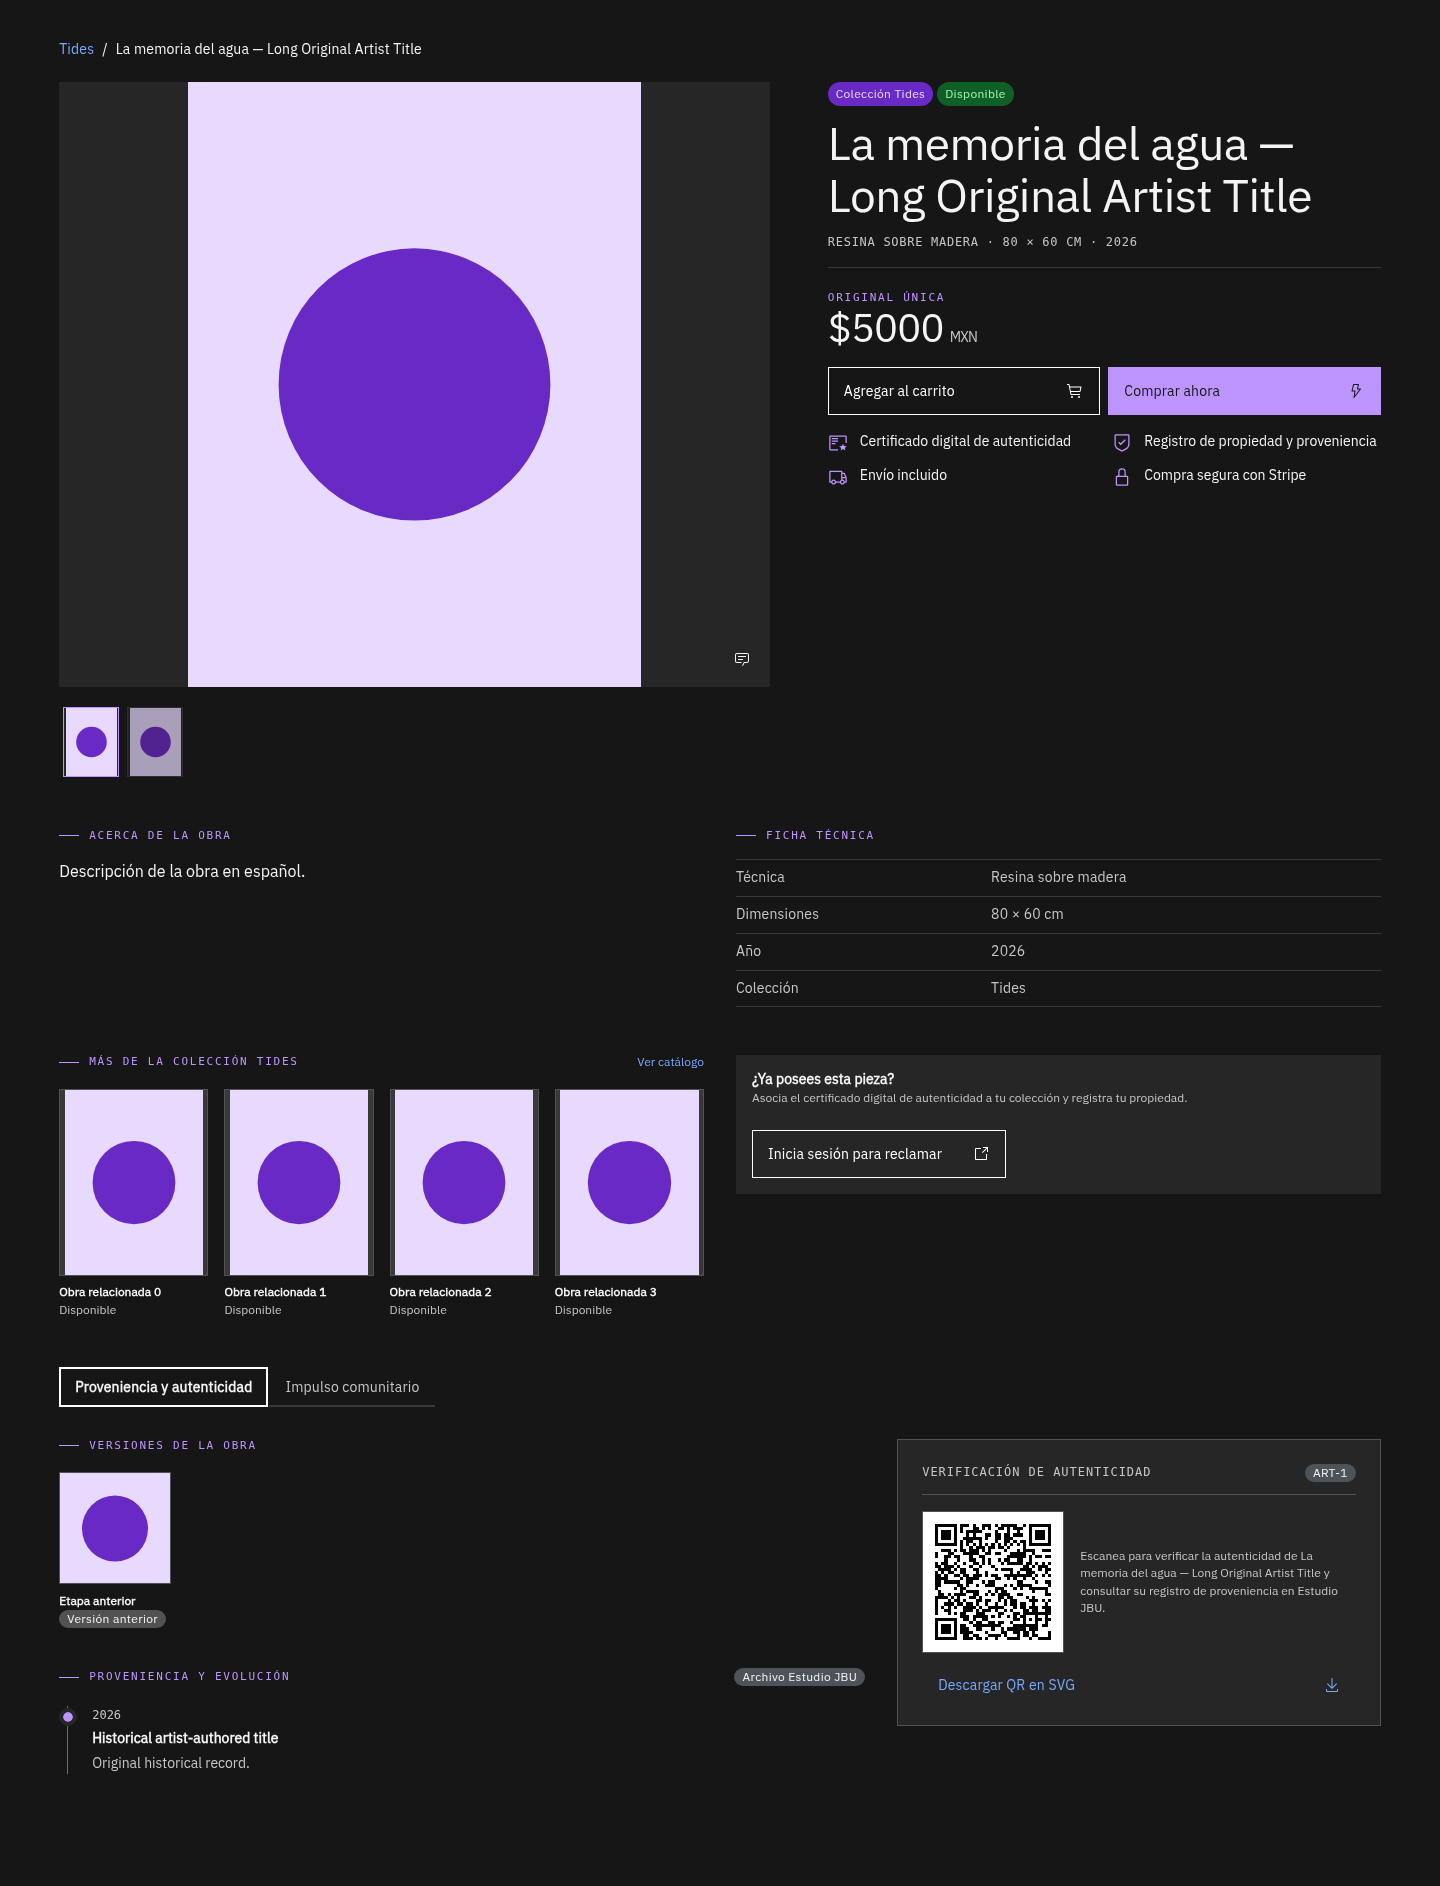 Tides / La memoria del agua — Long Original Artist Title
Colección Tides Disponible
La memoria del agua —
Long Original Artist Title
RESINA SOBRE MADERA · 80 × 60 CM · 2026
ORIGINAL ÚNICA
$5000 MXN
Agregar al carrito
Comprar ahora
Certificado digital de autenticidad
Registro de propiedad y proveniencia
Envío incluido
Compra segura con Stripe
ACERCA DE LA OBRA
Descripción de la obra en español.
FICHA TÉCNICA
Técnica Resina sobre madera
Dimensiones 80 × 60 cm
Año 2026
Colección Tides
MÁS DE LA COLECCIÓN TIDES
Ver catálogo
Obra relacionada 0
Disponible
Obra relacionada 1
Disponible
Obra relacionada 2
Disponible
Obra relacionada 3
Disponible
¿Ya posees esta pieza?
Asocia el certificado digital de autenticidad a tu colección y registra tu propiedad.
Inicia sesión para reclamar
Proveniencia y autenticidad
Impulso comunitario
VERSIONES DE LA OBRA
Etapa anterior
Versión anterior
PROVENIENCIA Y EVOLUCIÓN
Archivo Estudio JBU
2026
Historical artist-authored title
Original historical record.
VERIFICACIÓN DE AUTENTICIDAD
ART-1
Escanea para verificar la autenticidad de La
memoria del agua — Long Original Artist Title y
consultar su registro de proveniencia en Estudio
JBU.
Descargar QR en SVG